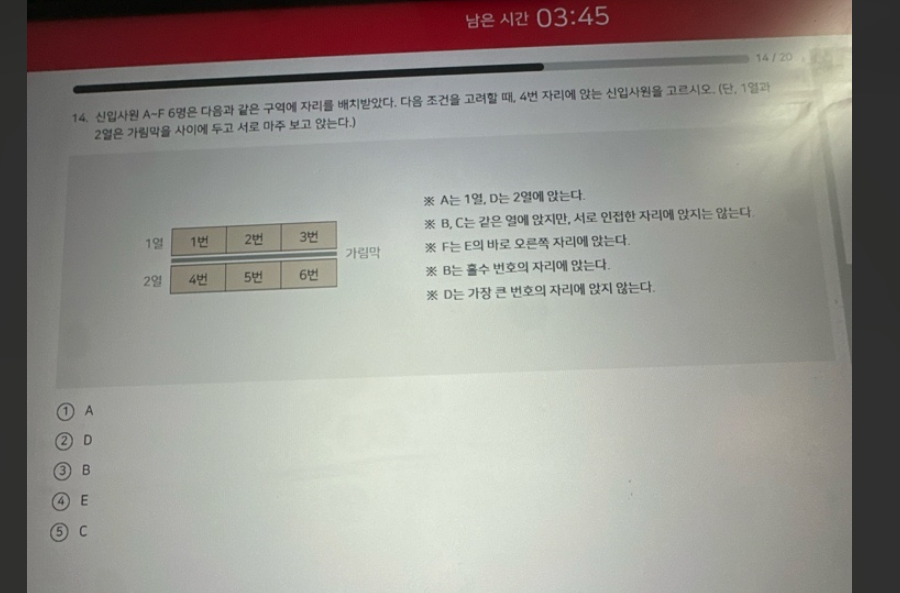 남은 시간 03:45
14 / 20
14. 신입사원 A~F 6명은 다음과 같은 구역에 자리를 배치받았다. 다음 조건을 고려할 때, 4번 자리에 앉는 신입사원을 고르시오. (단, 1열과
2열은 가림막을 사이에 두고 서로 마주 보고 앉는다.)
※ A는 1열, D는 2열에 앉는다.
※ B, C는 같은 열에 앉지만, 서로 인접한 자리에 앉지는 않는다.
※ F는 E의 바로 오른쪽 자리에 앉는다.
※ B는 홀수 번호의 자리에 앉는다.
※ D는 가장 큰 번호의 자리에 앉지 않는다.
1열 1번 2번 3번
가림막
2열 4번 5번 6번
① A
② D
③ B
④ E
⑤ C